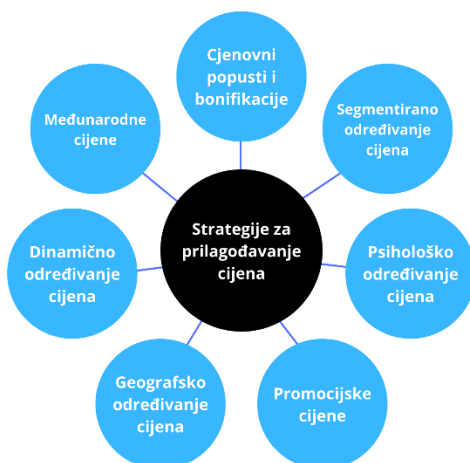 Cjenovni
popusti i
bonifikacije
Segmentirano
određivanje
cijena
Psihološko
određivanje
cijena
Promocijske
cijene
Geografsko
određivanje
cijena
Dinamično
određivanje
cijena
Međunarodne
cijene
Strategije za
prilagođavanje
cijena